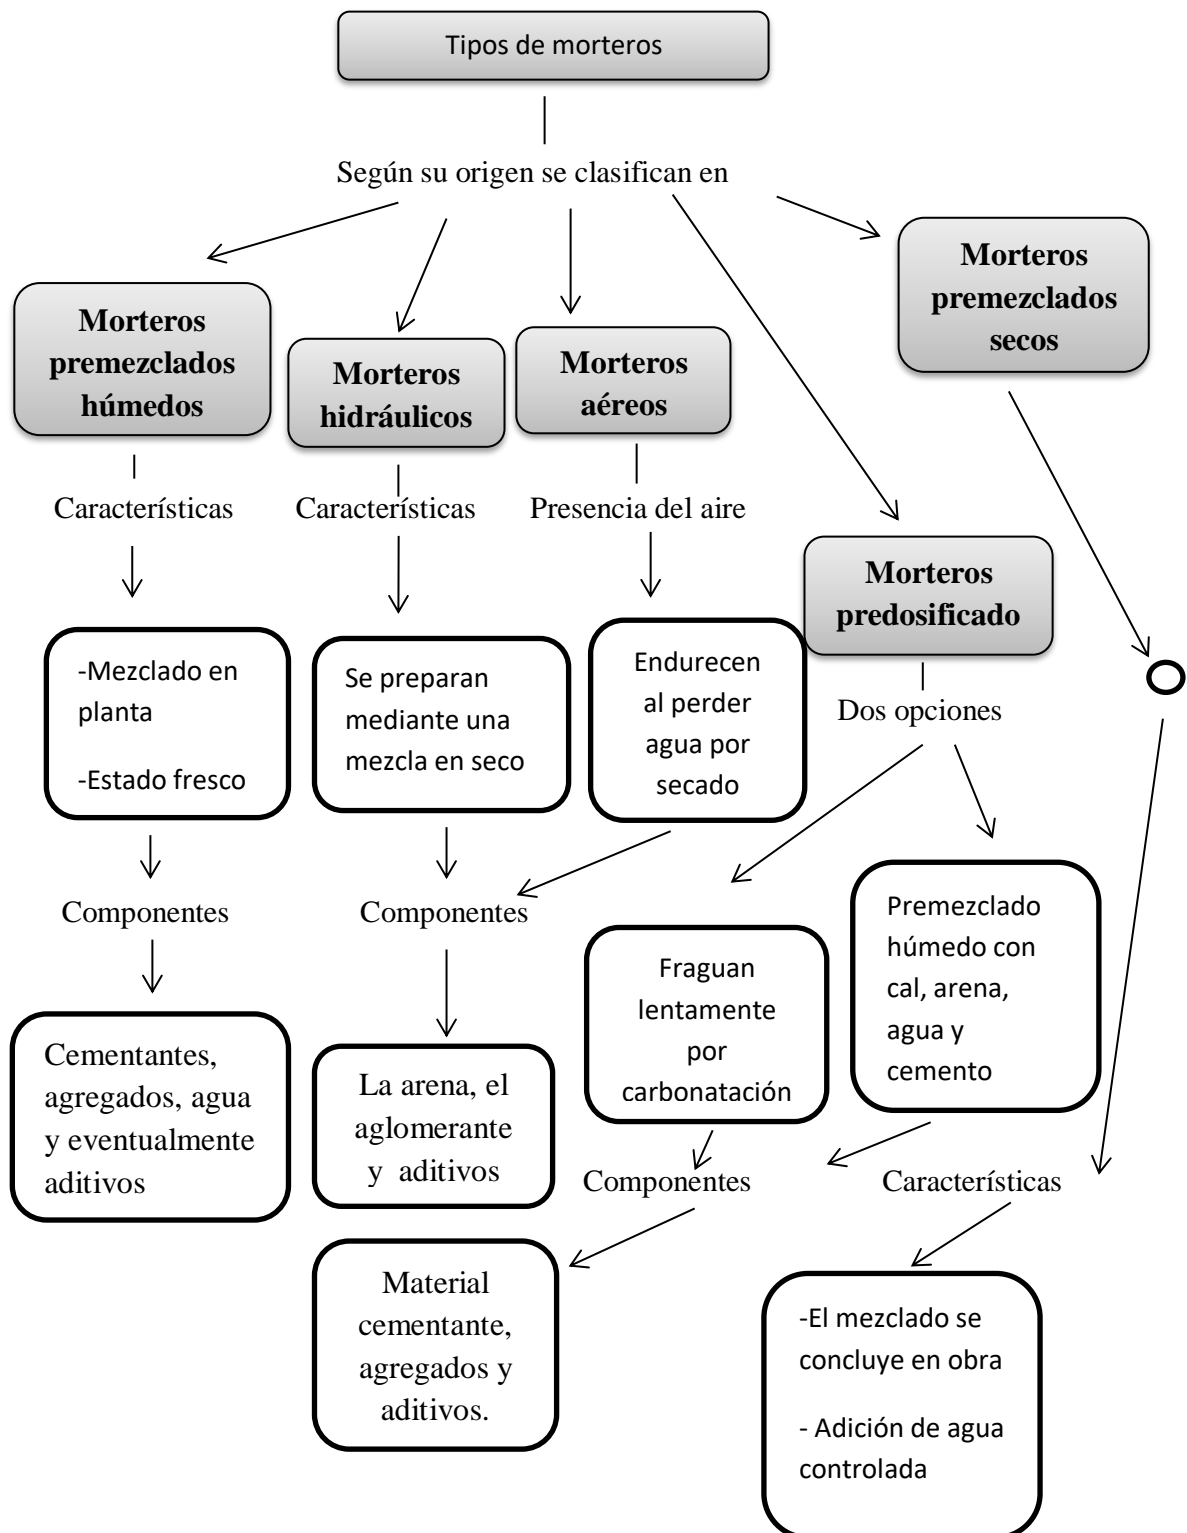 Tipos de morteros
Según su origen se clasifican en
Morteros
premezclados
húmedos
Morteros
hidráulicos
Morteros
aéreos
Morteros
premezclados
secos
Características
Características
Presencia del aire
Morteros
predosificado
-Mezclado en
planta
-Estado fresco
Se preparan
mediante una
mezcla en seco
Endurecen
al perder
agua por
secado
Dos opciones
Componentes
Componentes
Fraguan
lentamente
por
carbonatación
Premezclado
húmedo con
cal, arena,
agua y
cemento
Cementantes,
agregados, agua
y eventualmente
aditivos
La arena, el
aglomerante
y  aditivos
Componentes
Características
Material
cementante,
agregados y
aditivos.
-El mezclado se
concluye en obra
- Adición de agua
controlada